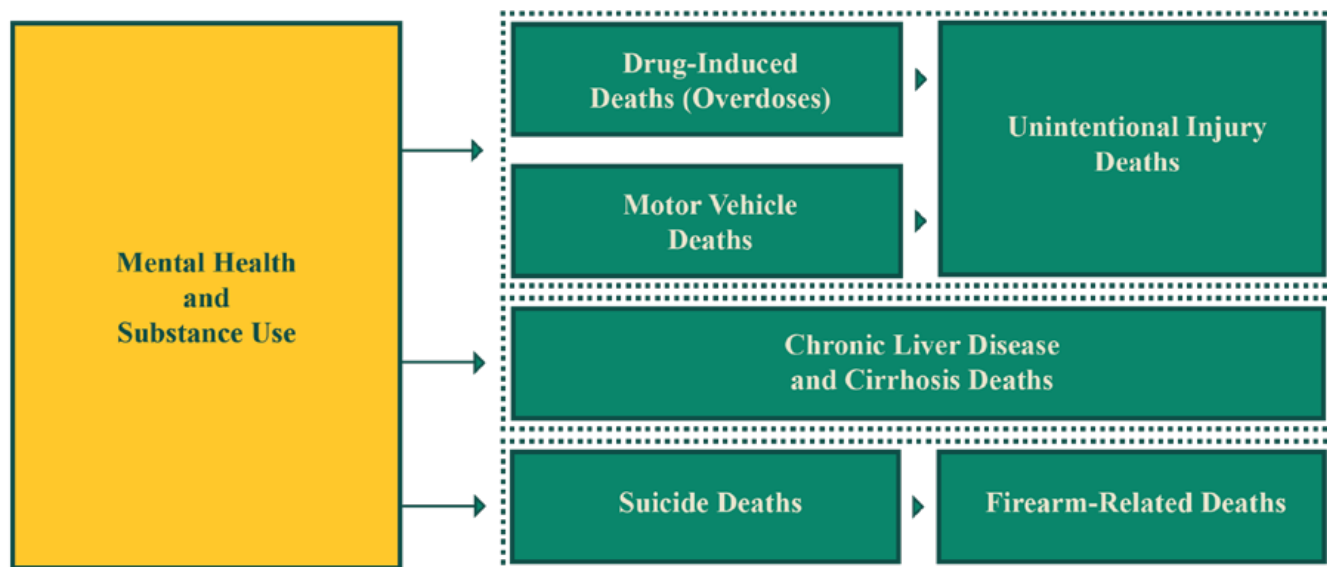 Mental Health
and
Substance Use
Drug-Induced
Deaths (Overdoses)
Motor Vehicle
Deaths
Unintentional Injury
Deaths
Chronic Liver Disease
and Cirrhosis Deaths
Suicide Deaths
Firearm-Related Deaths